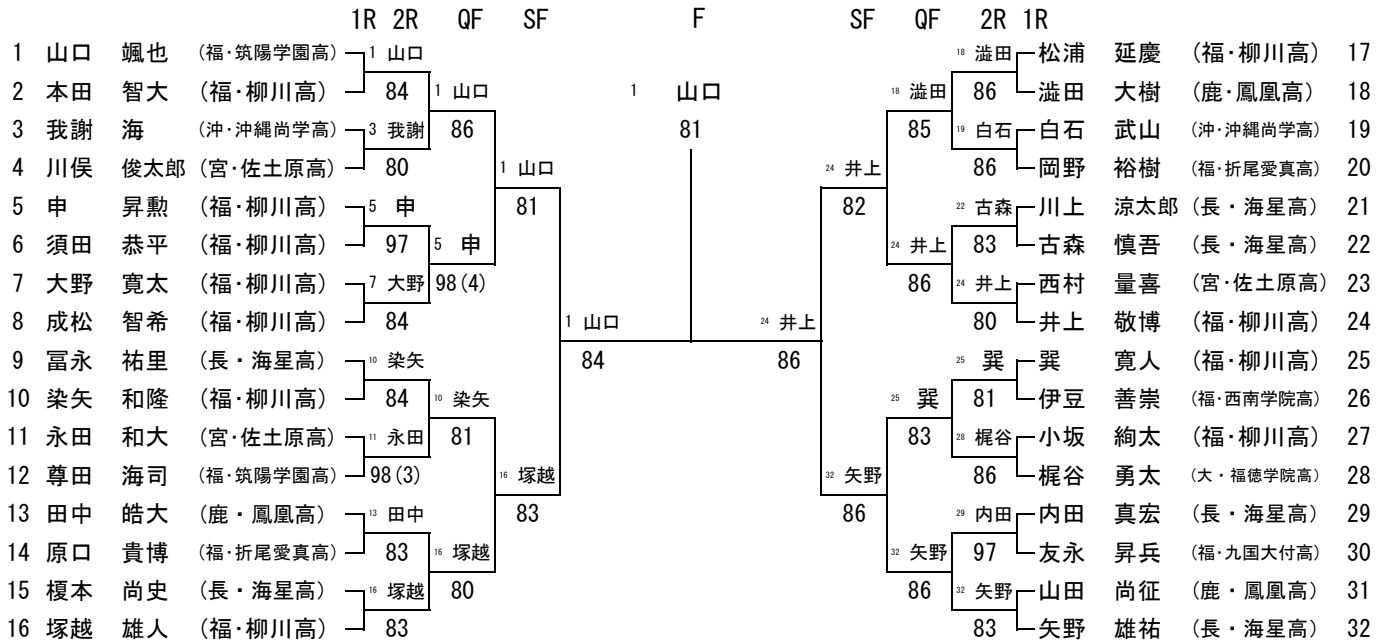 1R 2R QF SF F SF QF 2R 1R
1 山口 颯也 (福・筑陽学園高) 1 山口 18 澁田 松浦 延慶 (福・柳川高) 17
2 本田 智大 (福・柳川高) 84 1 山口 1 山口 18 澁田 86 澁田 大樹 (鹿・鳳凰高) 18
3 我謝 海 (沖・沖縄尚学高) 3 我謝 86 81 85 19 白石 白石 武山 (沖・沖縄尚学高) 19
4 川俣 俊太郎 (宮・佐土原高) 80 1 山口 24 井上 86 岡野 裕樹 (福・折尾愛真高) 20
5 申 昇勲 (福・柳川高) 5 申 81 82 22 古森 川上 涼太郎 (長・海星高) 21
6 須田 恭平 (福・柳川高) 97 5 申 24 井上 83 古森 慎吾 (長・海星高) 22
7 大野 寛太 (福・柳川高) 7 大野 98(4) 86 24 井上 西村 量喜 (宮・佐土原高) 23
8 成松 智希 (福・柳川高) 84 1 山口 24 井上 80 井上 敬博 (福・柳川高) 24
9 冨永 祐里 (長・海星高) 10 染矢 84 86 25 巽 巽 寛人 (福・柳川高) 25
10 染矢 和隆 (福・柳川高) 84 10 染矢 25 巽 81 伊豆 善崇 (福・西南学院高) 26
11 永田 和大 (宮・佐土原高) 11 永田 81 83 28 梶谷 小坂 絢太 (福・柳川高) 27
12 尊田 海司 (福・筑陽学園高) 98(3) 16 塚越 32 矢野 86 梶谷 勇太 (大・福徳学院高) 28
13 田中 皓大 (鹿・鳳凰高) 13 田中 83 86 29 内田 内田 真宏 (長・海星高) 29
14 原口 貴博 (福・折尾愛真高) 83 16 塚越 32 矢野 97 友永 昇兵 (福・九国大付高) 30
15 榎本 尚史 (長・海星高) 16 塚越 80 86 32 矢野 山田 尚征 (鹿・鳳凰高) 31
16 塚越 雄人 (福・柳川高) 83 83 矢野 雄祐 (長・海星高) 32